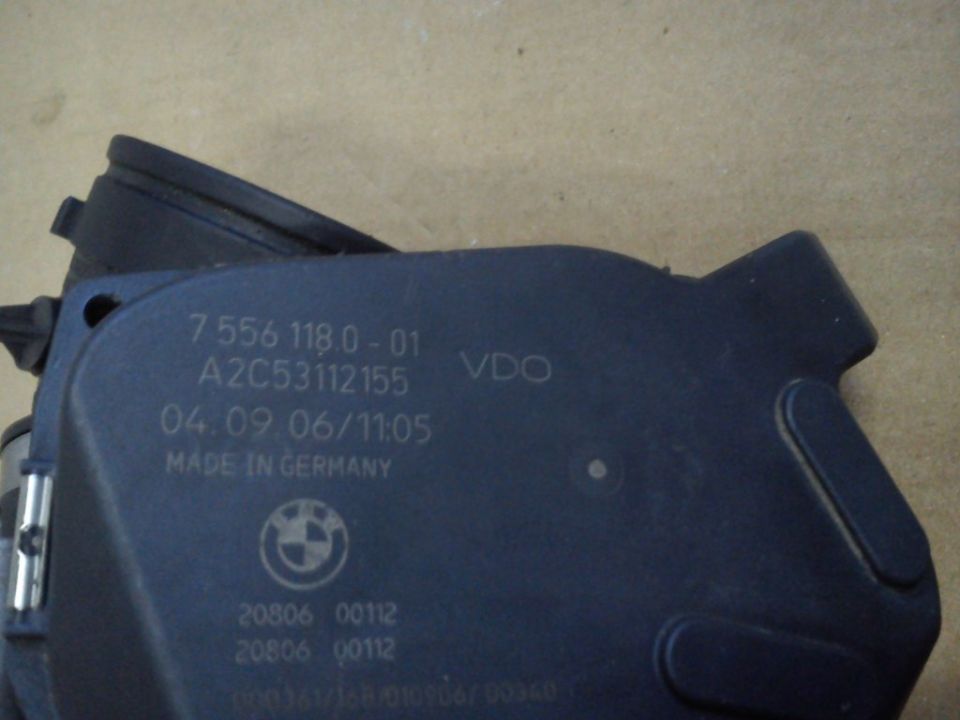 7 556 118.0 - 01
A2C53112155
VDO
04.09.06/11:05
MADE IN GERMANY
BMW
20806 00112
20806 00112